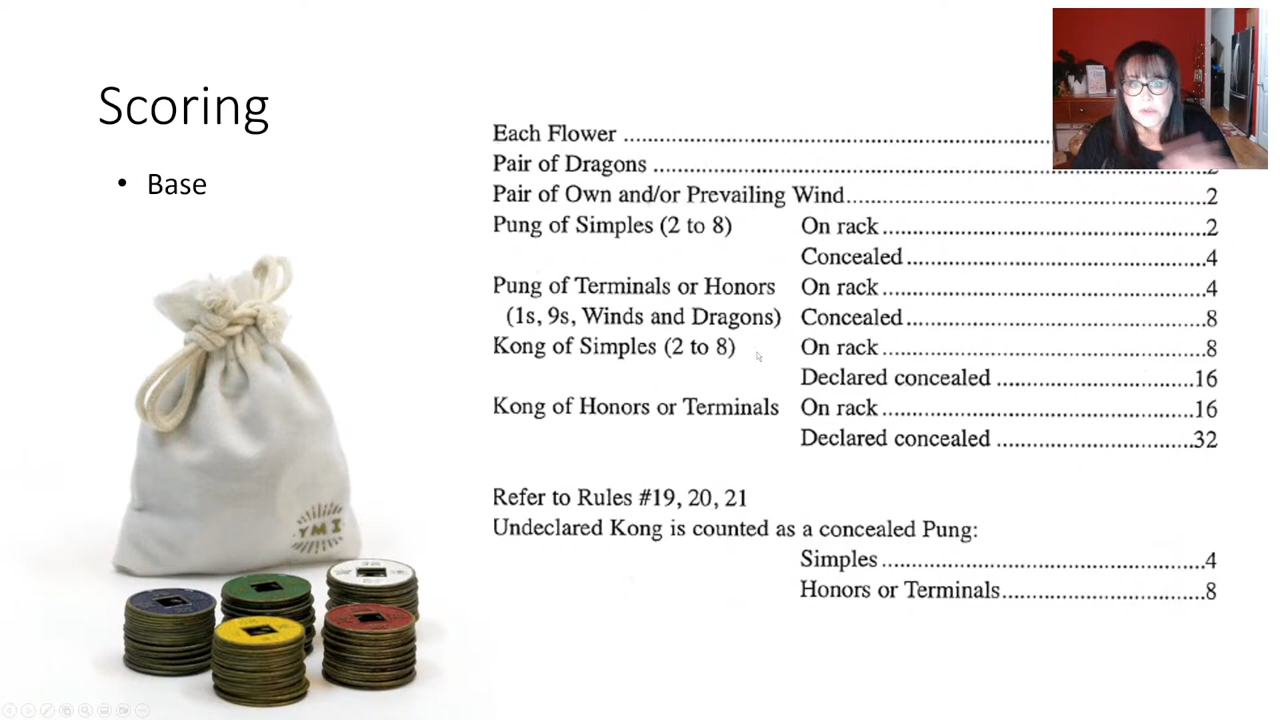 Scoring
• Base
Each Flower ..........
Pair of Dragons ..........2
Pair of Own and/or Prevailing Wind..........2
Pung of Simples (2 to 8) On rack ..........2
Concealed ..........4
Pung of Terminals or Honors On rack ..........4
(1s, 9s, Winds and Dragons) Concealed ..........8
Kong of Simples (2 to 8) On rack ..........8
Declared concealed ..........16
Kong of Honors or Terminals On rack ..........16
Declared concealed ..........32
Refer to Rules #19, 20, 21
Undeclared Kong is counted as a concealed Pung:
Simples ..........4
Honors or Terminals..........8
YMI